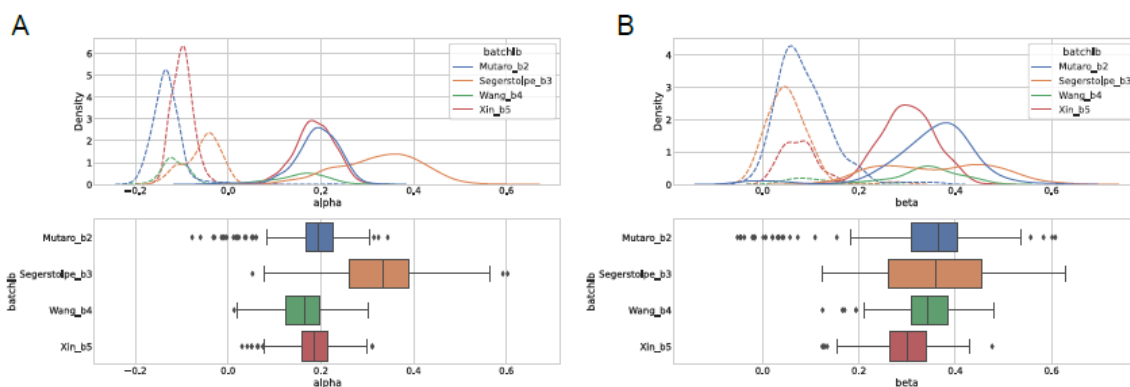 A
B
batchlb
Mutaro_b2
Segerstolpe_b3
Wang_b4
Xin_b5
Density
6
5
4
3
2
1
0
−0.2
0.0
0.2
0.4
0.6
alpha
batchlb
Mutaro_b2
Segerstolpe_b3
Wang_b4
Xin_b5
Density
4
3
2
1
0
0.0
0.2
0.4
0.6
beta
batchlb
Mutaro_b2
Segerstolpe_b3
Wang_b4
Xin_b5
−0.2
0.0
0.2
0.4
0.6
alpha
batchlb
Mutaro_b2
Segerstolpe_b3
Wang_b4
Xin_b5
0.0
0.2
0.4
0.6
beta